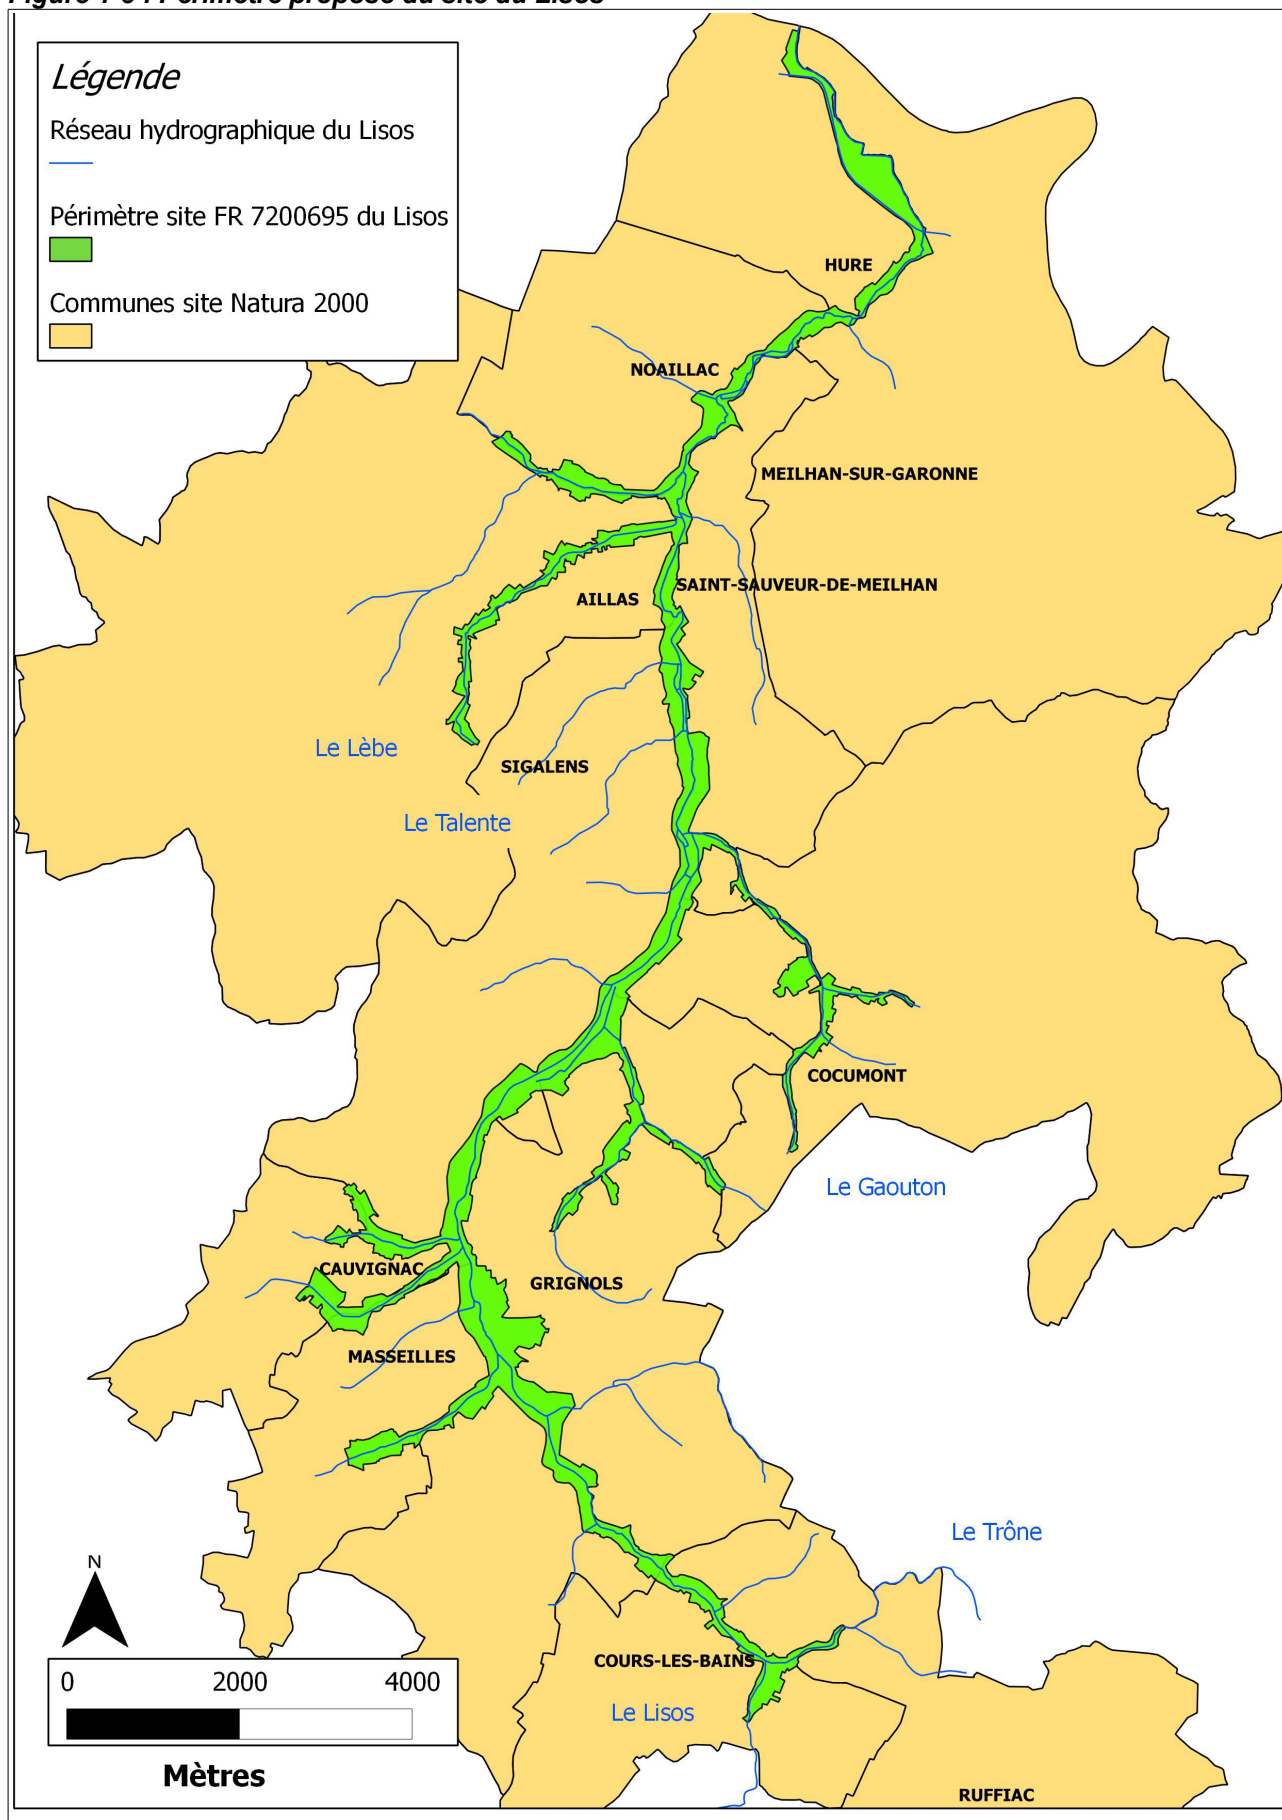 Légende
Réseau hydrographique du Lisos
Périmètre site FR 7200695 du Lisos
Communes site Natura 2000
HURE
NOAILLAC
MEILHAN-SUR-GARONNE
SAINT-SAUVEUR-DE-MEILHAN
AILLAS
Le Lèbe
SIGALENS
Le Talente
COCUMONT
Le Gaouton
CAUVIGNAC
GRIGNOLS
MASSEILLES
Le Trône
N
COURS-LES-BAINS
Le Lisos
0 2000 4000
Mètres
RUFFIAC